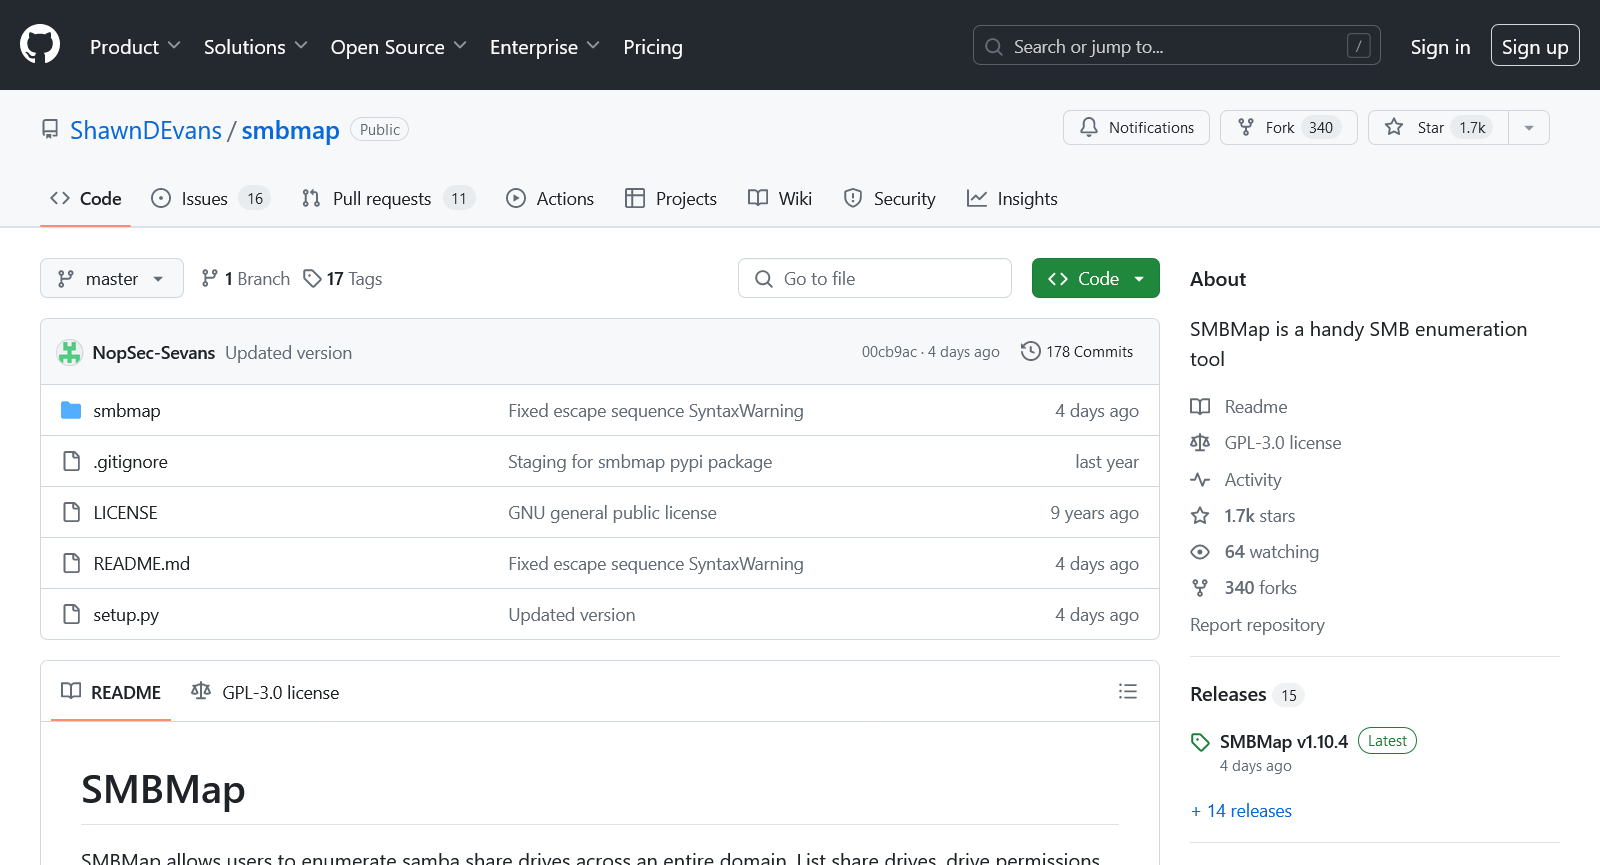 Product Solutions Open Source Enterprise Pricing Search or jump to... / Sign in Sign up
ShawnDEvans / smbmap Public Notifications Fork 340 Star 1.7k
Code Issues 16 Pull requests 11 Actions Projects Wiki Security Insights
master 1 Branch 17 Tags Go to file Code
NopSec-Sevans Updated version 00cb9ac · 4 days ago 178 Commits
smbmap Fixed escape sequence SyntaxWarning 4 days ago
.gitignore Staging for smbmap pypi package last year
LICENSE GNU general public license 9 years ago
README.md Fixed escape sequence SyntaxWarning 4 days ago
setup.py Updated version 4 days ago
README GPL-3.0 license
SMBMap
SMBMap allows users to enumerate samba share drives across an entire domain. List share drives, drive permissions,
About
SMBMap is a handy SMB enumeration
tool
Readme
GPL-3.0 license
Activity
1.7k stars
64 watching
340 forks
Report repository
Releases 15
SMBMap v1.10.4 Latest
4 days ago
+ 14 releases